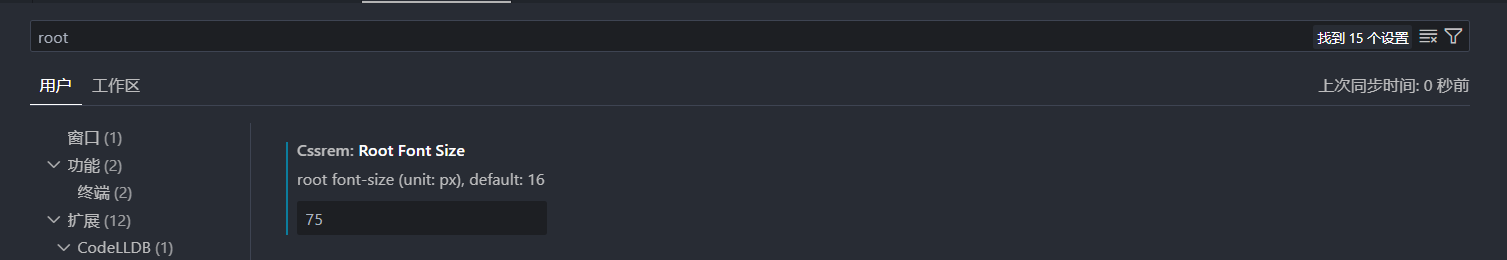 root
找到 15 个设置
用户 工作区
上次同步时间: 0 秒前
窗口 (1)
功能 (2)
终端 (2)
扩展 (12)
CodeLLDB (1)
Cssrem: Root Font Size
root font-size (unit: px), default: 16
75